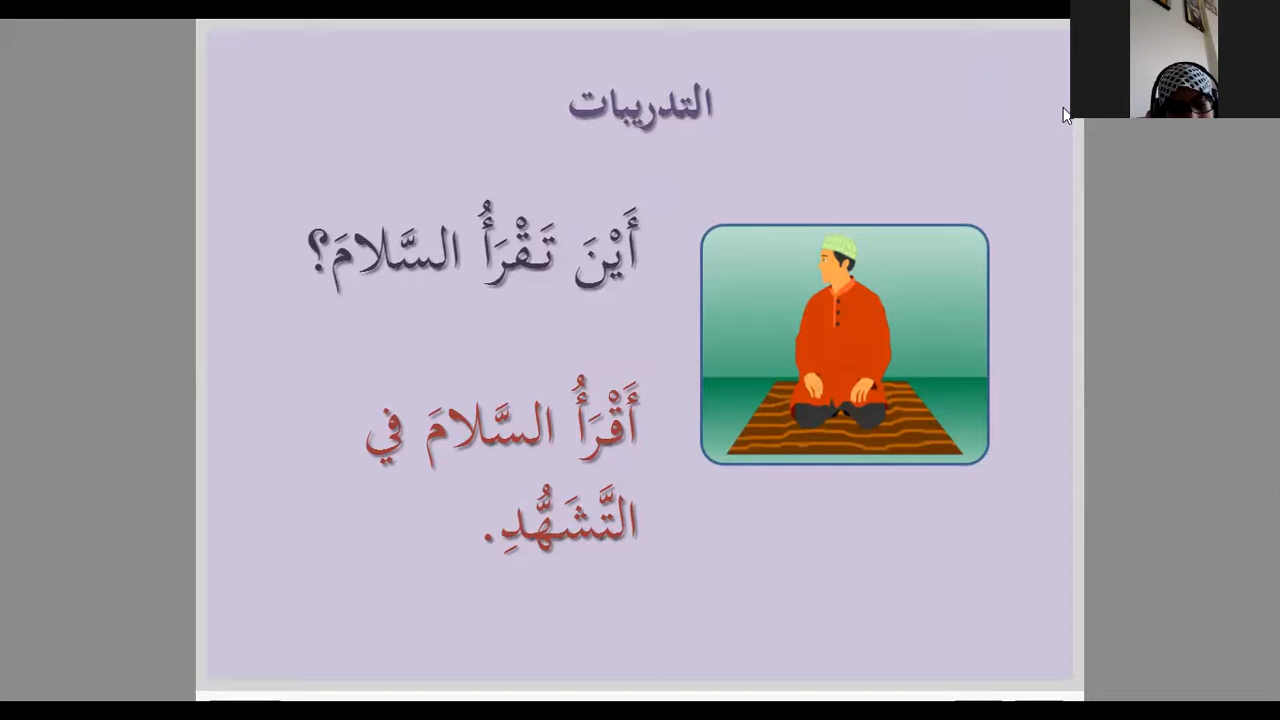 التدريبات
أَيْنَ تَقْرَأُ السَّلامَ؟
أَقْرَأُ السَّلامَ في
التَّشَهُّدِ.